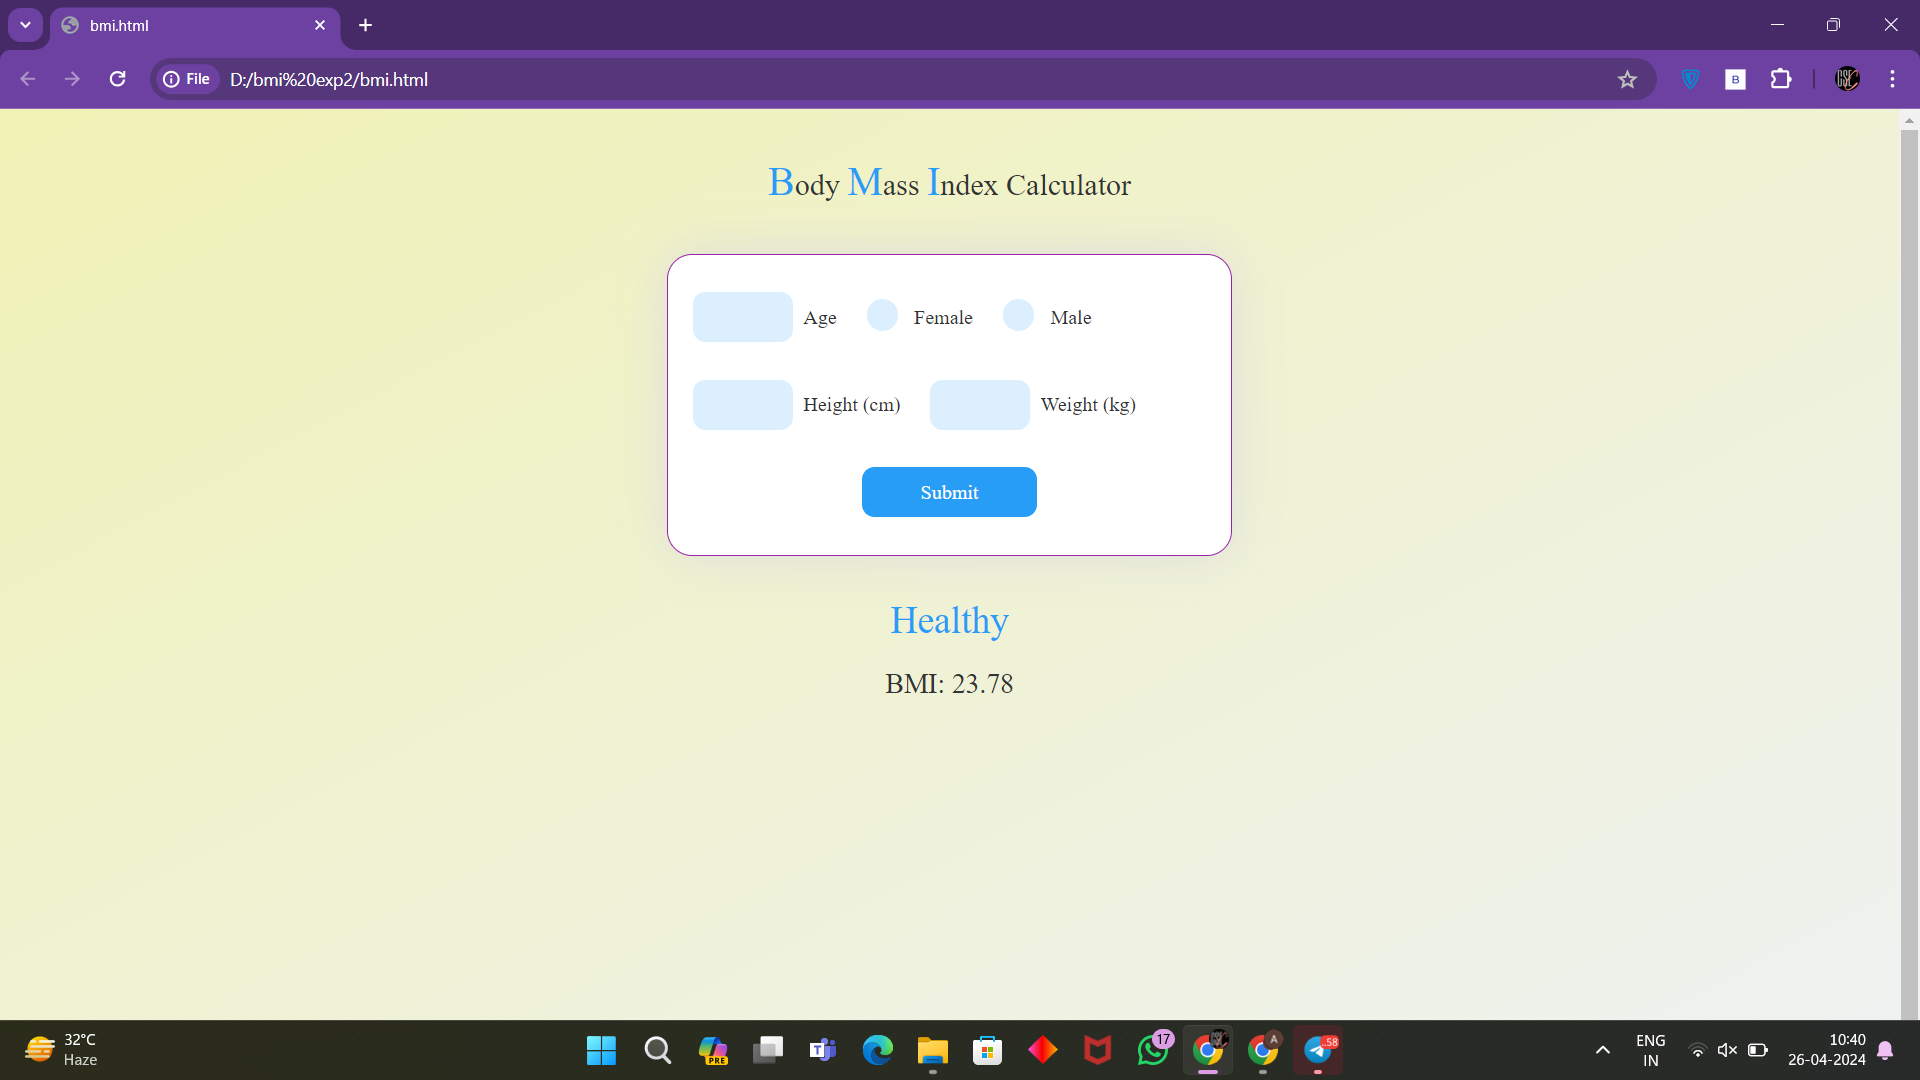 bmi.html
File D:/bmi%20exp2/bmi.html
B
Body Mass Index Calculator
Age Female Male
Height (cm) Weight (kg)
Submit
Healthy
BMI: 23.78
32°C
Haze
PRE
T
17
A
..58
ENG
IN
10:40
26-04-2024